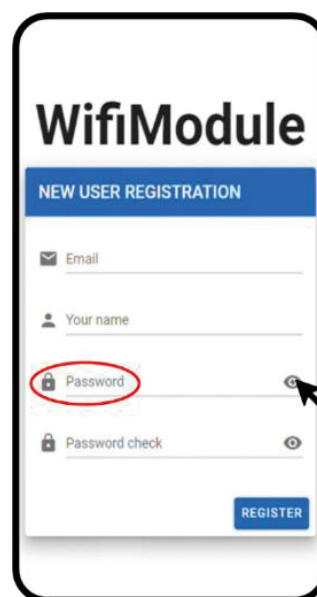 WifiModule
NEW USER REGISTRATION
Email
Your name
Password
Password check
REGISTER